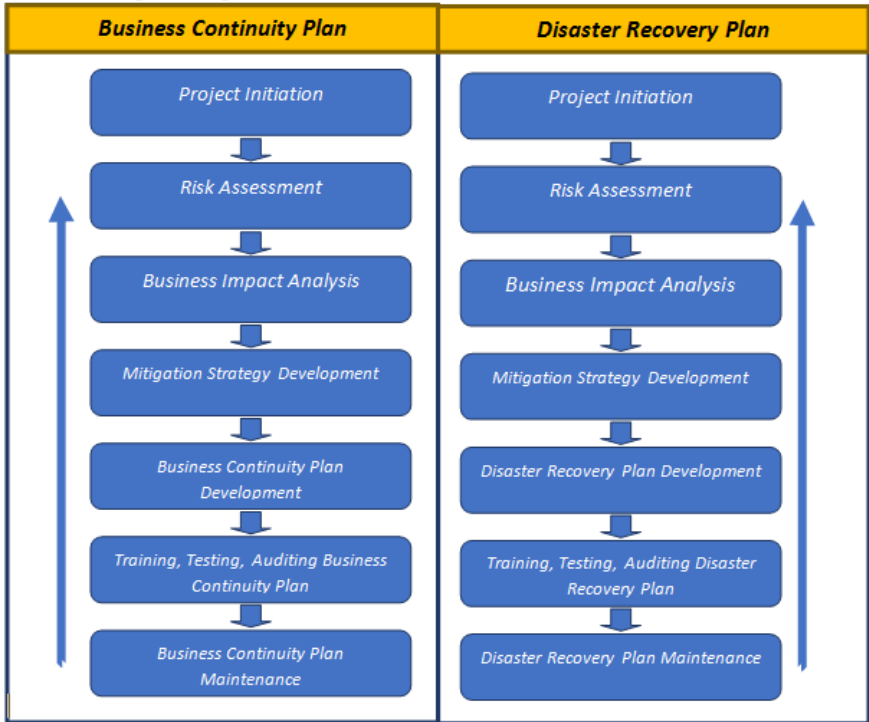 Business Continuity Plan
Project Initiation
Risk Assessment
Business Impact Analysis
Mitigation Strategy Development
Business Continuity Plan
Development
Training, Testing, Auditing Business
Continuity Plan
Business Continuity Plan
Maintenance
Disaster Recovery Plan
Project Initiation
Risk Assessment
Business Impact Analysis
Mitigation Strategy Development
Disaster Recovery Plan Development
Training, Testing, Auditing Disaster
Recovery Plan
Disaster Recovery Plan Maintenance